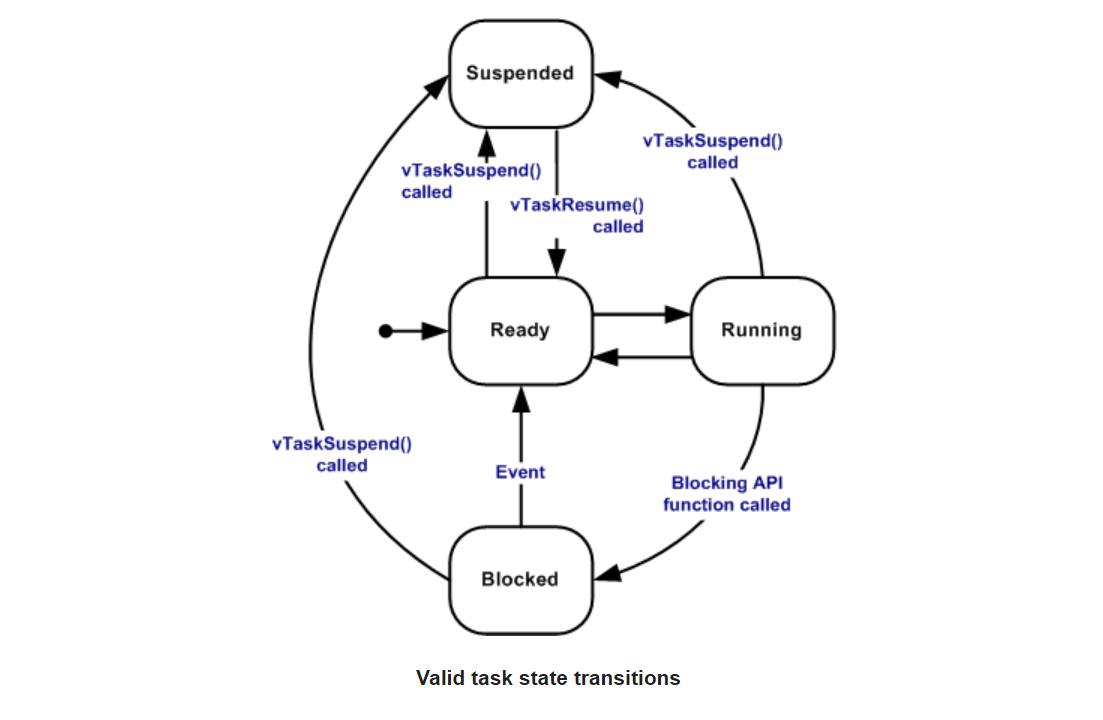 Suspended
vTaskSuspend()
called
vTaskSuspend()
called
vTaskResume()
called
Ready
Running
vTaskSuspend()
called
Event
Blocking API
function called
Blocked
Valid task state transitions